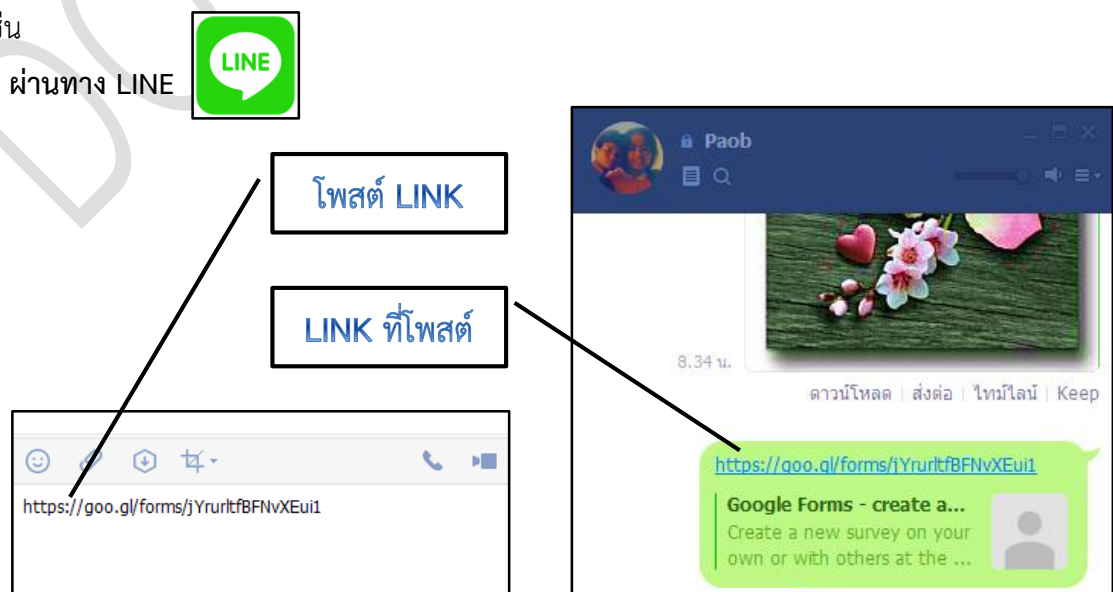 ผ่านทาง LINE
LINE
โพสต์ LINK
LINK ที่โพสต์
https://goo.gl/forms/jYrurltfBFNvXEui1
Paob
8.34 น.
ดาวน์โหลด | ส่งต่อ | ไทม์ไลน์ | Keep
https://goo.gl/forms/jYrurltfBFNvXEui1
Google Forms - create a...
Create a new survey on your
own or with others at the ...